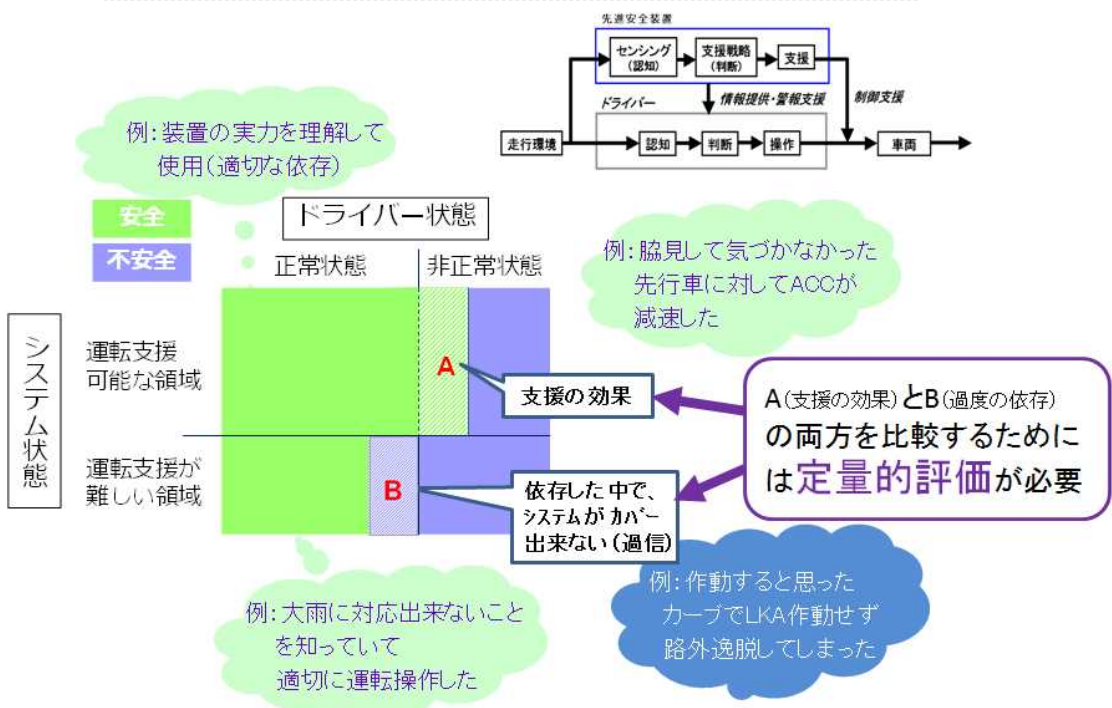 先進安全装置
センシング
(認知)
支援戦略
(判断)
支援
情報提供・警報支援
制御支援
ドライバー
走行環境
認知
判断
操作
車両
例:装置の実力を理解して
使用(適切な依存)
安全
不安全
ドライバー状態
正常状態
非正常状態
例:脇見して気づかなかった
先行車に対してACCが
減速した
システム状態
運転支援
可能な領域
A
支援の効果
A(支援の効果)とB(過度の依存)
の両方を比較するために
は定量的評価が必要
運転支援が
難しい領域
B
依存した中で、
システムがカバー
出来ない(過信)
例:大雨に対応出来ないこと
を知っていて
適切に運転操作した
例:作動すると思った
カーブでLKA作動せず
路外逸脱してしまった